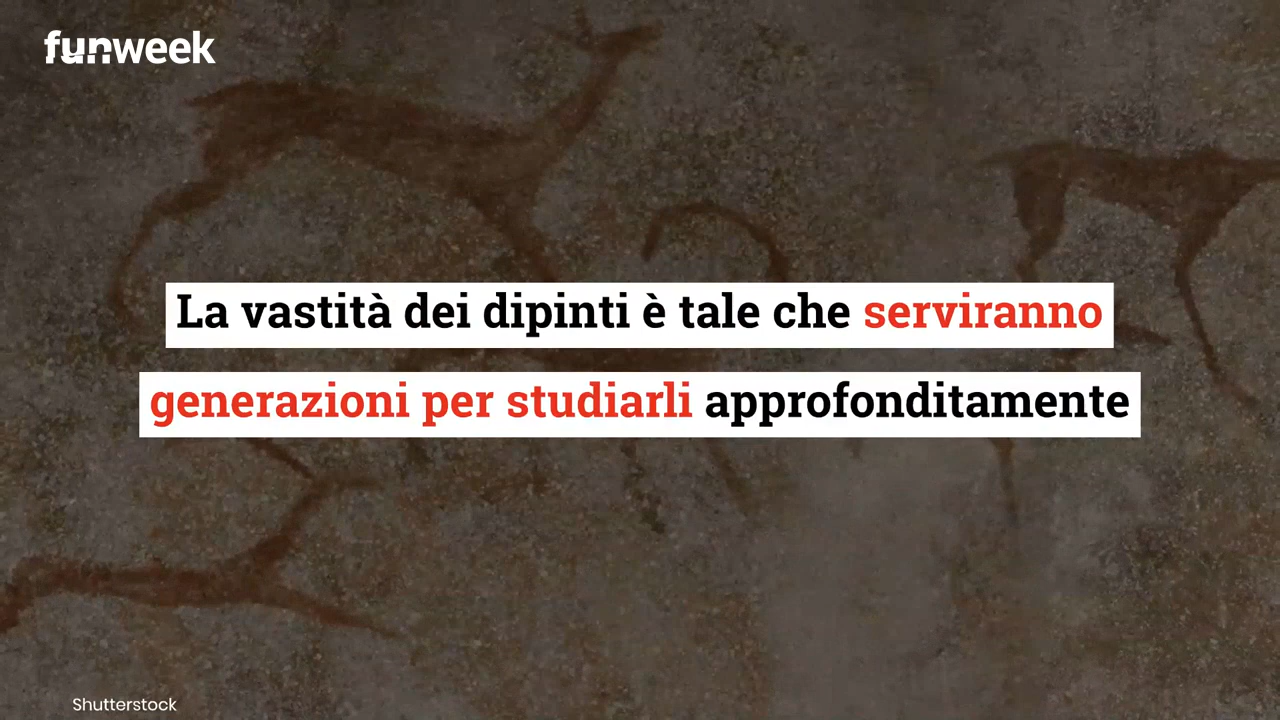 funweek
La vastità dei dipinti è tale che serviranno
generazioni per studiarli approfonditamente
Shutterstock